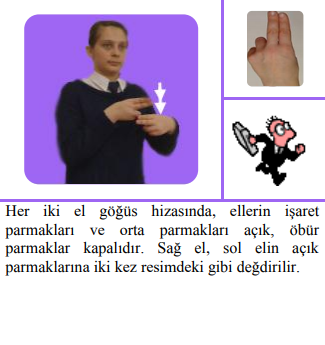 Her iki el göğüs hizasında, ellerin işaret
parmakları ve orta parmakları açık, öbür
parmaklar kapalıdır. Sağ el, sol elin açık
parmaklarına iki kez resimdeki gibi değdirilir.